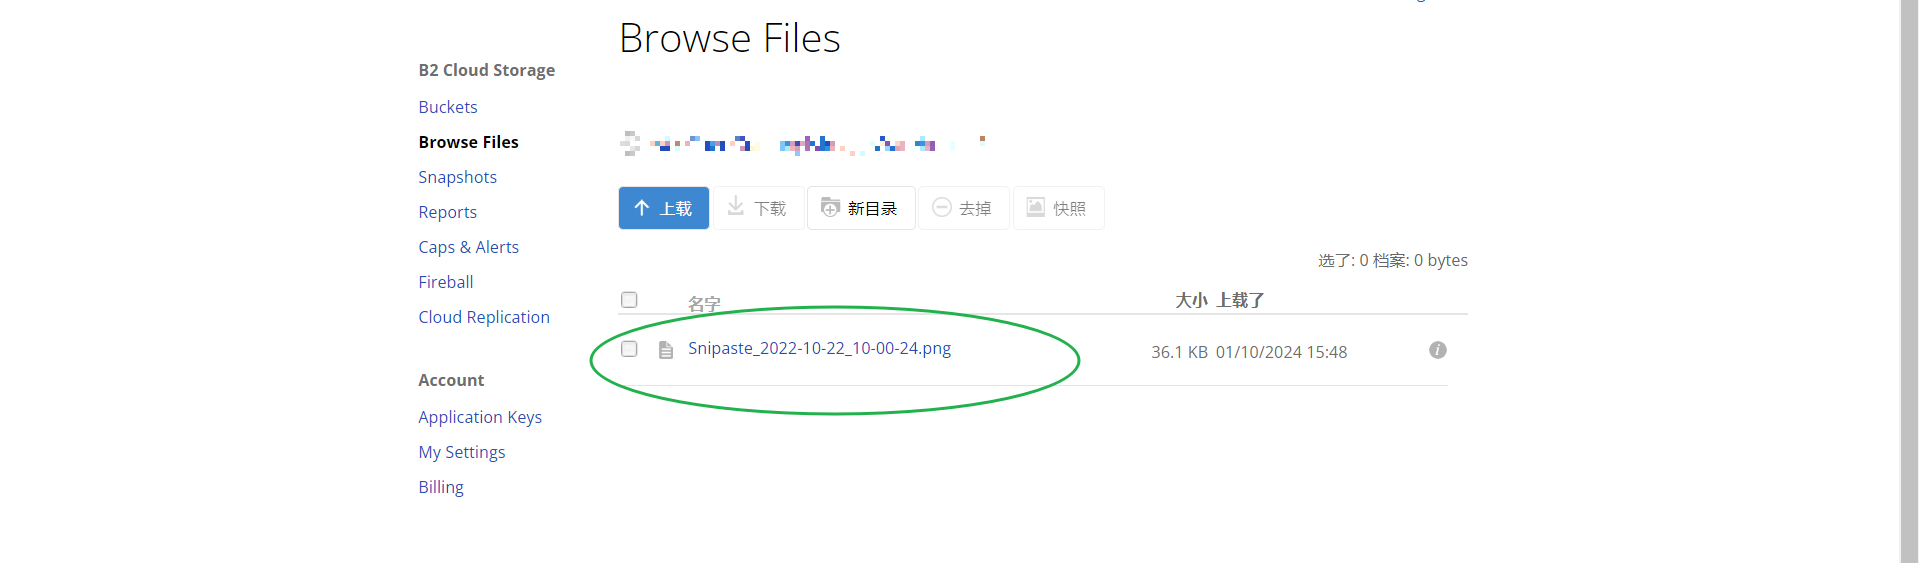 Browse Files
B2 Cloud Storage
Buckets
Browse Files
Snapshots
Reports
Caps & Alerts
Fireball
Cloud Replication
Account
Application Keys
My Settings
Billing
上载 下载 新目录 去掉 快照
选了: 0 档案: 0 bytes
名字 大小 上载了
Snipaste_2022-10-22_10-00-24.png 36.1 KB 01/10/2024 15:48